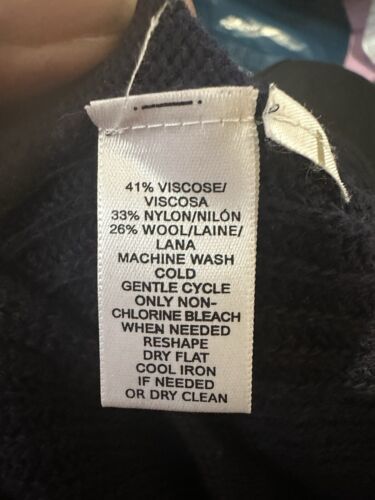 41% VISCOSE/
VISCOSA
33% NYLON/NILÓN
26% WOOL/LAINE/
LANA
MACHINE WASH
COLD
GENTLE CYCLE
ONLY NON-
CHLORINE BLEACH
WHEN NEEDED
RESHAPE
DRY FLAT
COOL IRON
IF NEEDED
OR DRY CLEAN